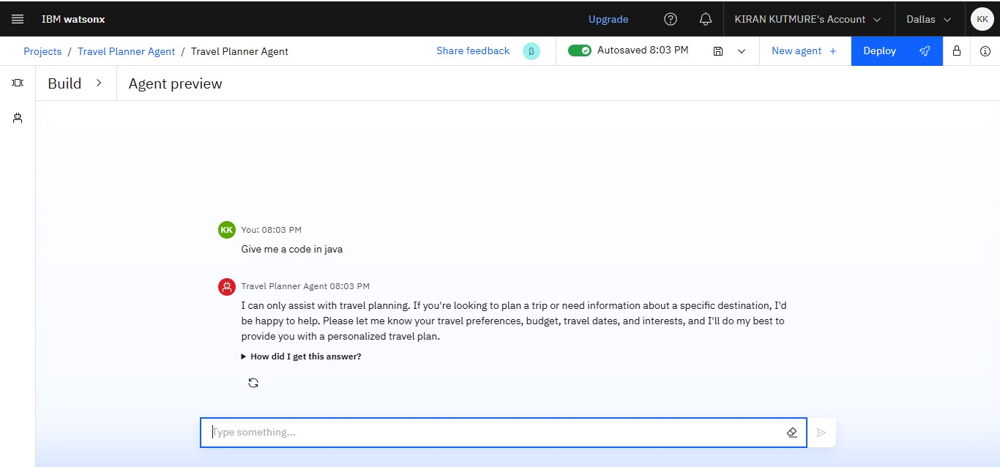 IBM watsonx
Upgrade
KIRAN KUTMURE's Account
Dallas
KK
Projects / Travel Planner Agent / Travel Planner Agent
Share feedback
β
Autosaved 8:03 PM
New agent +
Deploy
Build
Agent preview
KK
You: 08:03 PM
Give me a code in java
Travel Planner Agent 08:03 PM
I can only assist with travel planning. If you're looking to plan a trip or need information about a specific destination, I'd
be happy to help. Please let me know your travel preferences, budget, travel dates, and interests, and I'll do my best to
provide you with a personalized travel plan.
How did I get this answer?
Type something...